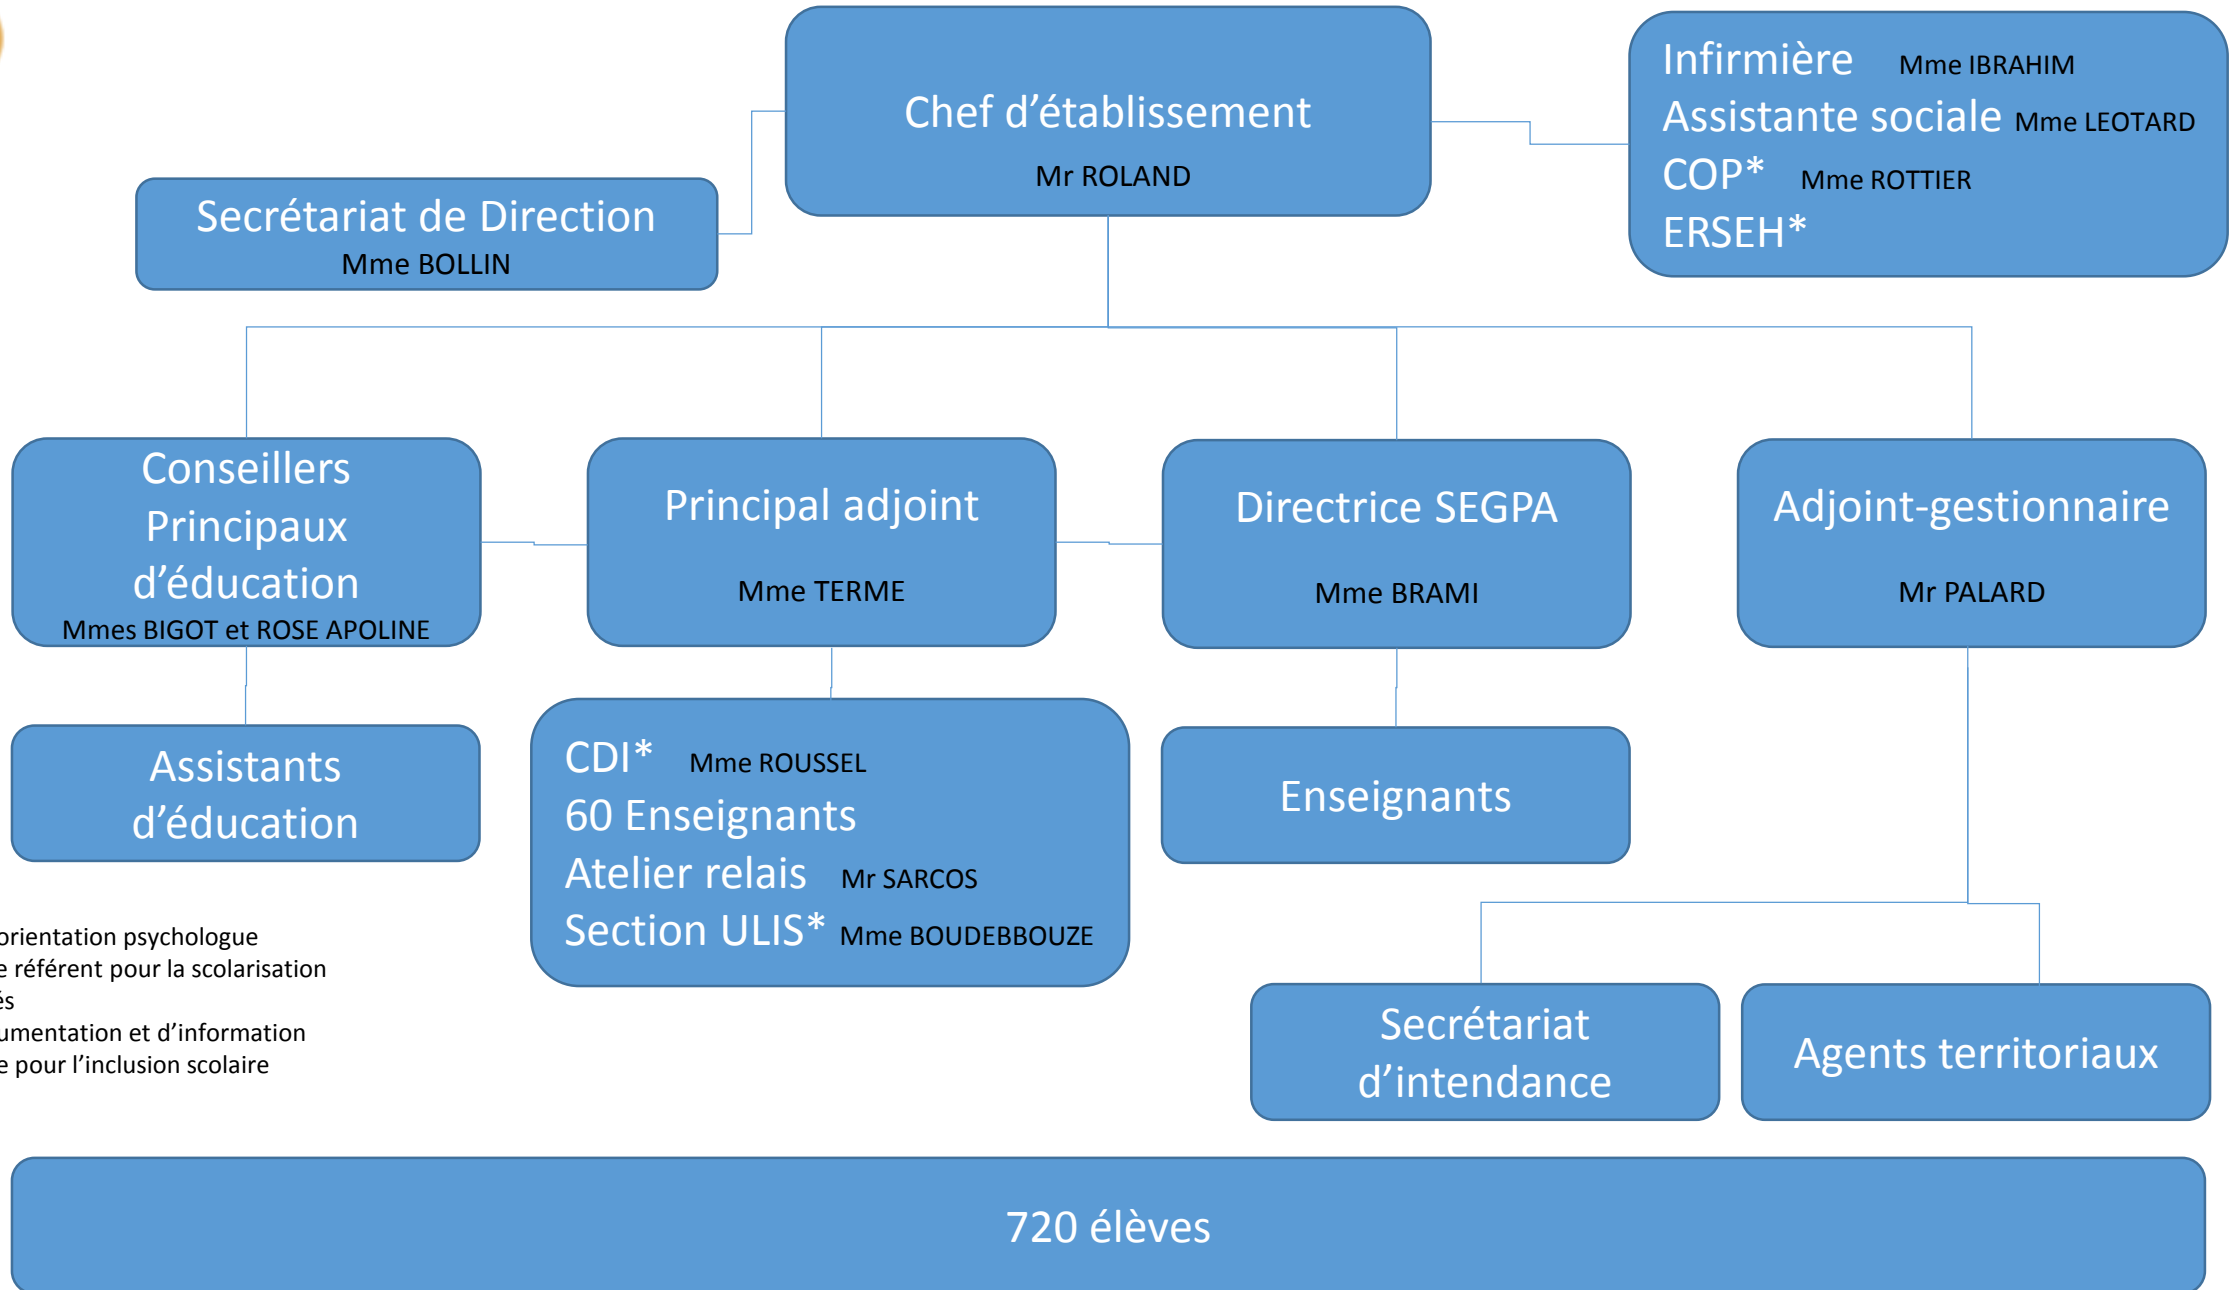 Chef d’établissement
Mr ROLAND
Infirmière Mme IBRAHIM
Assistante sociale Mme LEOTARD
COP* Mme ROTTIER
ERSEH*
Secrétariat de Direction
Mme BOLLIN
Conseillers
Principaux
d’éducation
Mmes BIGOT et ROSE APOLINE
Principal adjoint
Mme TERME
Directrice SEGPA
Mme BRAMI
Adjoint-gestionnaire
Mr PALARD
Assistants
d’éducation
CDI* Mme ROUSSEL
60 Enseignants
Atelier relais Mr SARCOS
Section ULIS* Mme BOUDEBBOUZE
Enseignants
orientation psychologue
e référent pour la scolarisation
és
umentation et d’information
e pour l’inclusion scolaire
Secrétariat
d’intendance
Agents territoriaux
720 élèves